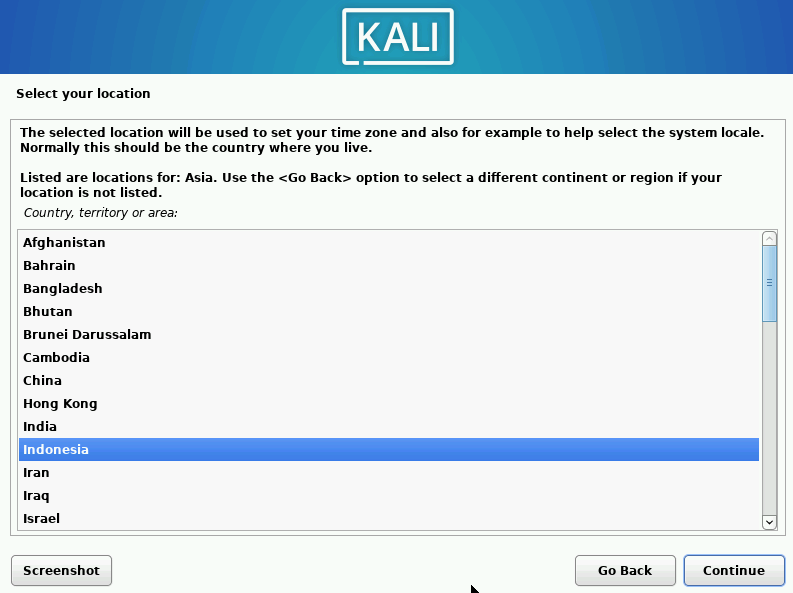 KALI
Select your location
The selected location will be used to set your time zone and also for example to help select the system locale.
Normally this should be the country where you live.
Listed are locations for: Asia. Use the <Go Back> option to select a different continent or region if your
location is not listed.
Country, territory or area:
Afghanistan
Bahrain
Bangladesh
Bhutan
Brunei Darussalam
Cambodia
China
Hong Kong
India
Indonesia
Iran
Iraq
Israel
Screenshot
Go Back
Continue